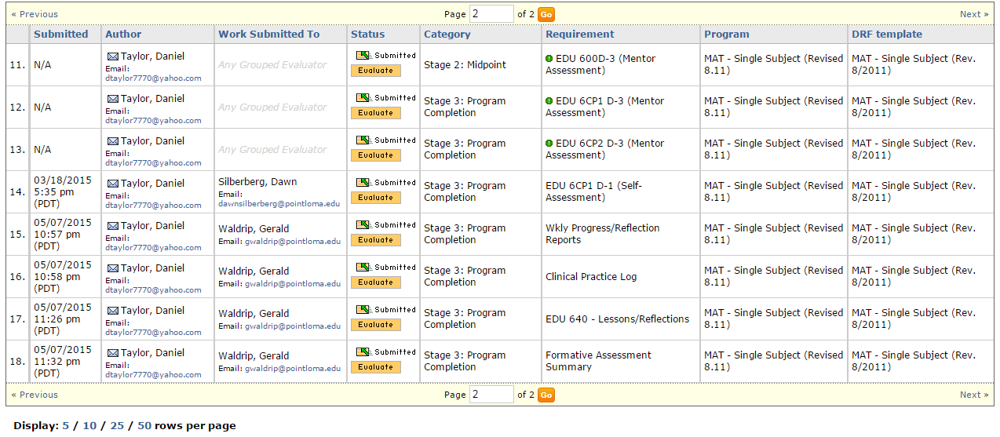 « Previous Page 2 of 2 Go Next »
Submitted Author Work Submitted To Status Category Requirement Program DRF template
11. N/A Taylor, Daniel Any Grouped Evaluator Submitted Stage 2: Midpoint EDU 600D-3 (Mentor MAT - Single Subject (Revised MAT - Single Subject (Rev.
Email: Evaluate Assessment) 8.11) 8/2011)
dtaylor7770@yahoo.com
12. N/A Taylor, Daniel Any Grouped Evaluator Submitted Stage 3: Program EDU 6CP1 D-3 (Mentor MAT - Single Subject (Revised MAT - Single Subject (Rev.
Email: Evaluate Completion Assessment) 8.11) 8/2011)
dtaylor7770@yahoo.com
13. N/A Taylor, Daniel Any Grouped Evaluator Submitted Stage 3: Program EDU 6CP2 D-3 (Mentor MAT - Single Subject (Revised MAT - Single Subject (Rev.
Email: Evaluate Completion Assessment) 8.11) 8/2011)
dtaylor7770@yahoo.com
14. 03/18/2015 Taylor, Daniel Silberberg, Dawn Submitted Stage 3: Program EDU 6CP1 D-1 (Self- MAT - Single Subject (Revised MAT - Single Subject (Rev.
5:35 pm Email: Email: Evaluate Completion Assessment) 8.11) 8/2011)
(PDT) dtaylor7770@yahoo.com dawnsilberberg@pointloma.edu
15. 05/07/2015 Taylor, Daniel Waldrip, Gerald Submitted Stage 3: Program Wkly Progress/Reflection MAT - Single Subject (Revised MAT - Single Subject (Rev.
10:57 pm Email: Email: gwaldrip@pointloma.edu Evaluate Completion Reports 8.11) 8/2011)
(PDT) dtaylor7770@yahoo.com
16. 05/07/2015 Taylor, Daniel Waldrip, Gerald Submitted Stage 3: Program Clinical Practice Log MAT - Single Subject (Revised MAT - Single Subject (Rev.
10:58 pm Email: Email: gwaldrip@pointloma.edu Evaluate Completion 8.11) 8/2011)
(PDT) dtaylor7770@yahoo.com
17. 05/07/2015 Taylor, Daniel Waldrip, Gerald Submitted Stage 3: Program EDU 640 - Lessons/Reflections MAT - Single Subject (Revised MAT - Single Subject (Rev.
11:26 pm Email: Email: gwaldrip@pointloma.edu Evaluate Completion 8.11) 8/2011)
(PDT) dtaylor7770@yahoo.com
18. 05/07/2015 Taylor, Daniel Waldrip, Gerald Submitted Stage 3: Program Formative Assessment MAT - Single Subject (Revised MAT - Single Subject (Rev.
11:32 pm Email: Email: gwaldrip@pointloma.edu Evaluate Completion Summary 8.11) 8/2011)
(PDT) dtaylor7770@yahoo.com
« Previous Page 2 of 2 Go Next »
Display: 5 / 10 / 25 / 50 rows per page